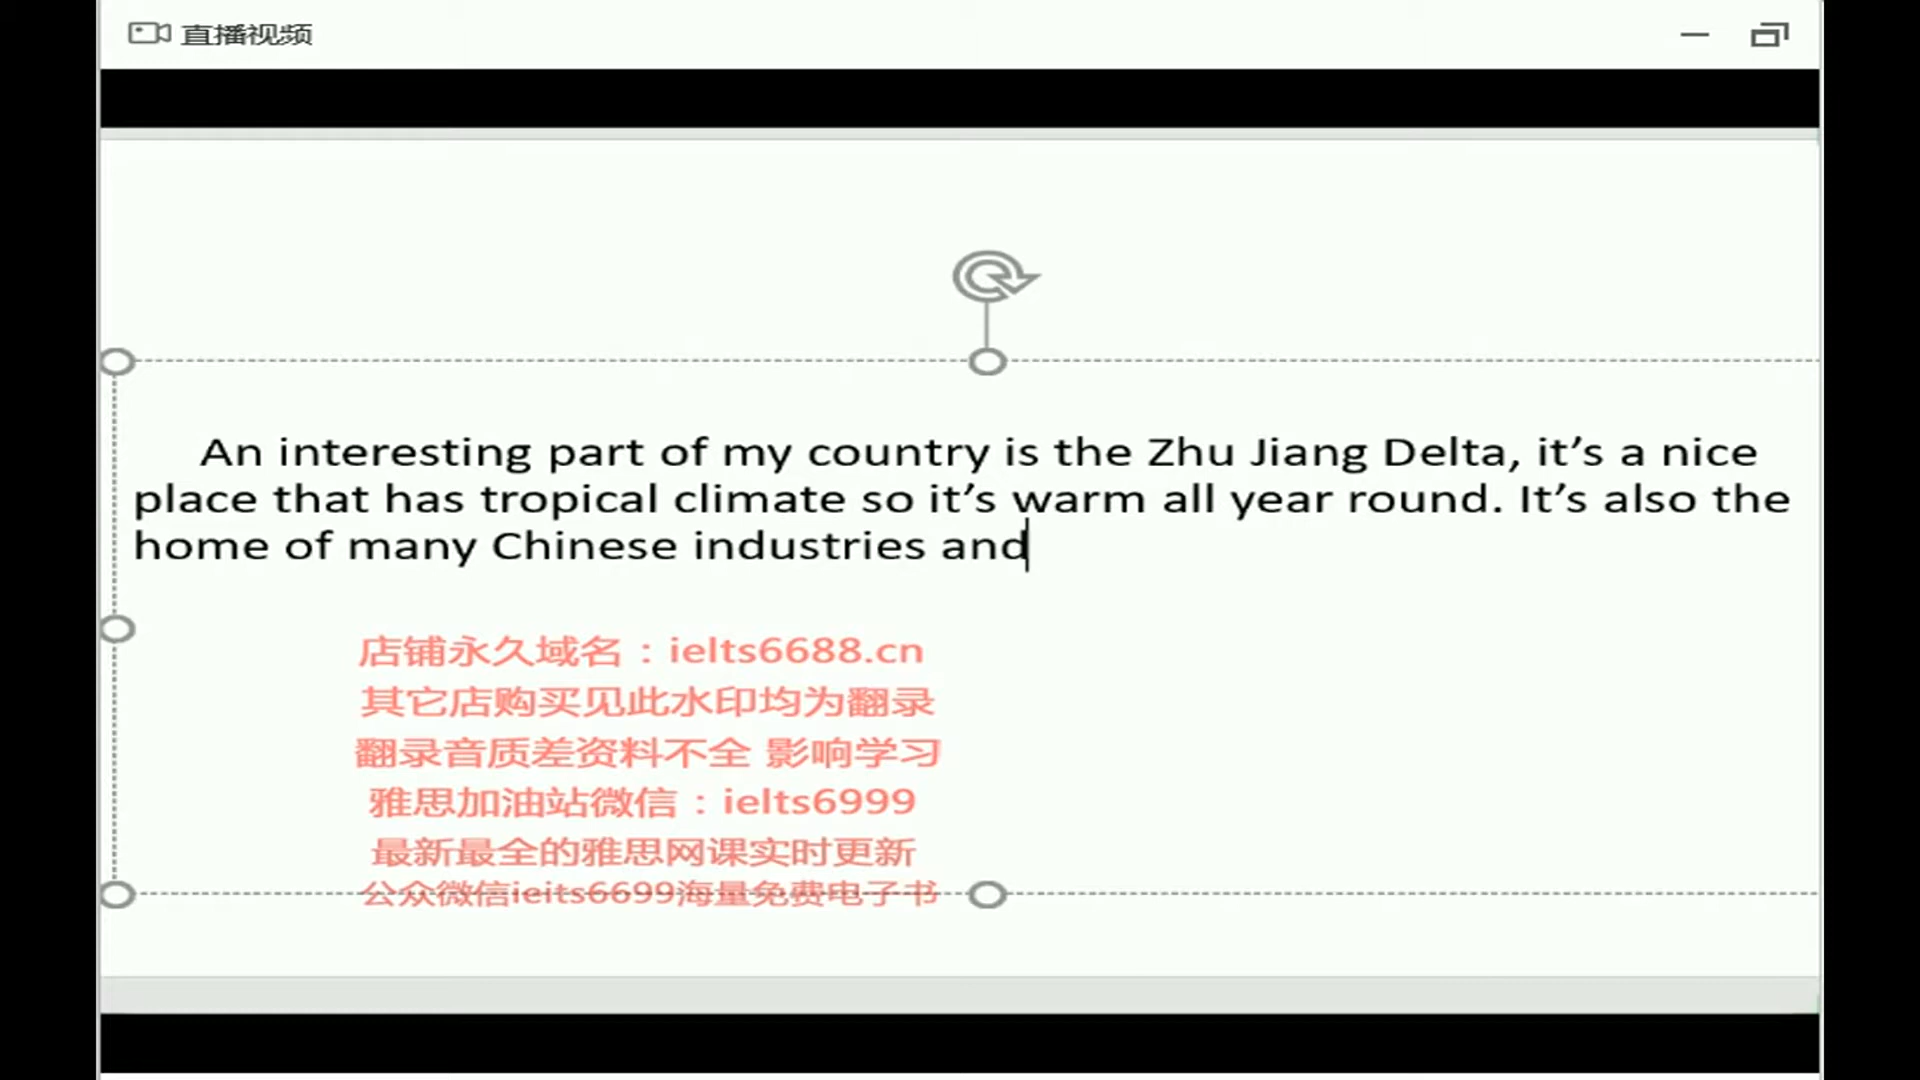 直播视频
An interesting part of my country is the Zhu Jiang Delta, it’s a nice
place that has tropical climate so it’s warm all year round. It’s also the
home of many Chinese industries and
店铺永久域名：ielts6688.cn
其它店购买见此水印均为翻录
翻录音质差资料不全 影响学习
雅思加油站微信：ielts6999
最新最全的雅思网课实时更新
公众微信ieits6699海量免费电子书